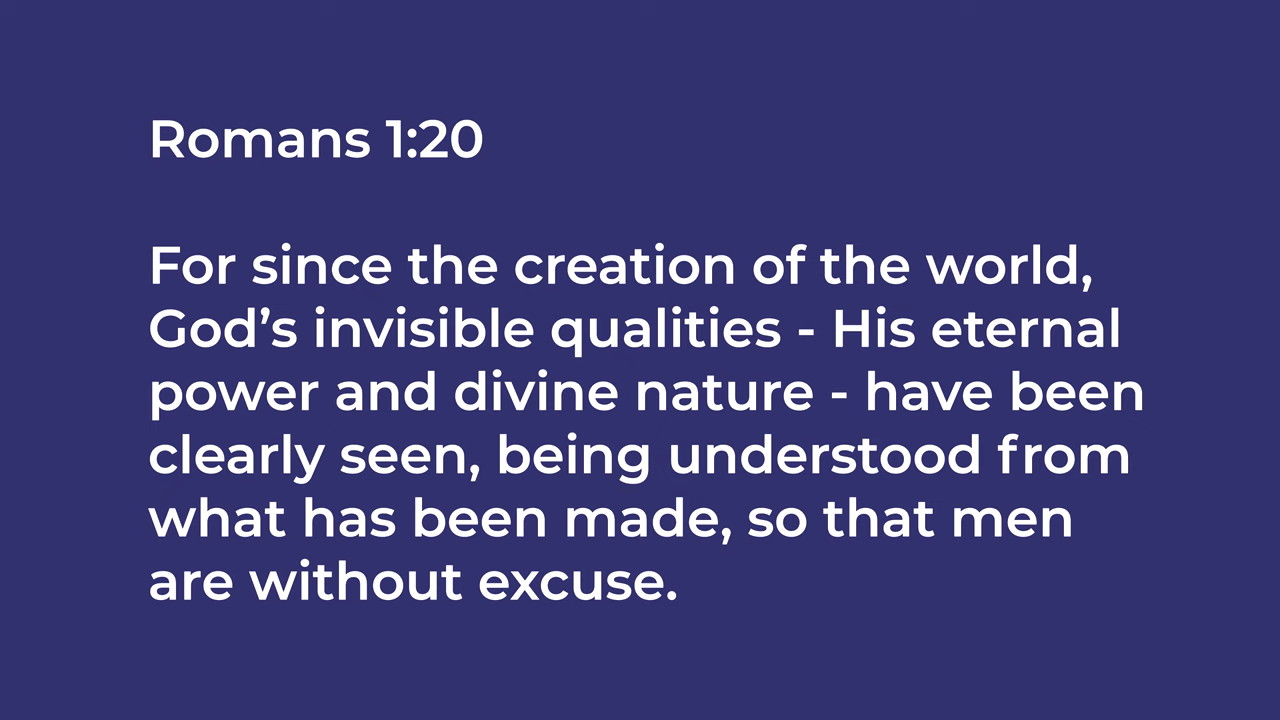 Romans 1:20
For since the creation of the world,
God’s invisible qualities - His eternal
power and divine nature - have been
clearly seen, being understood from
what has been made, so that men
are without excuse.